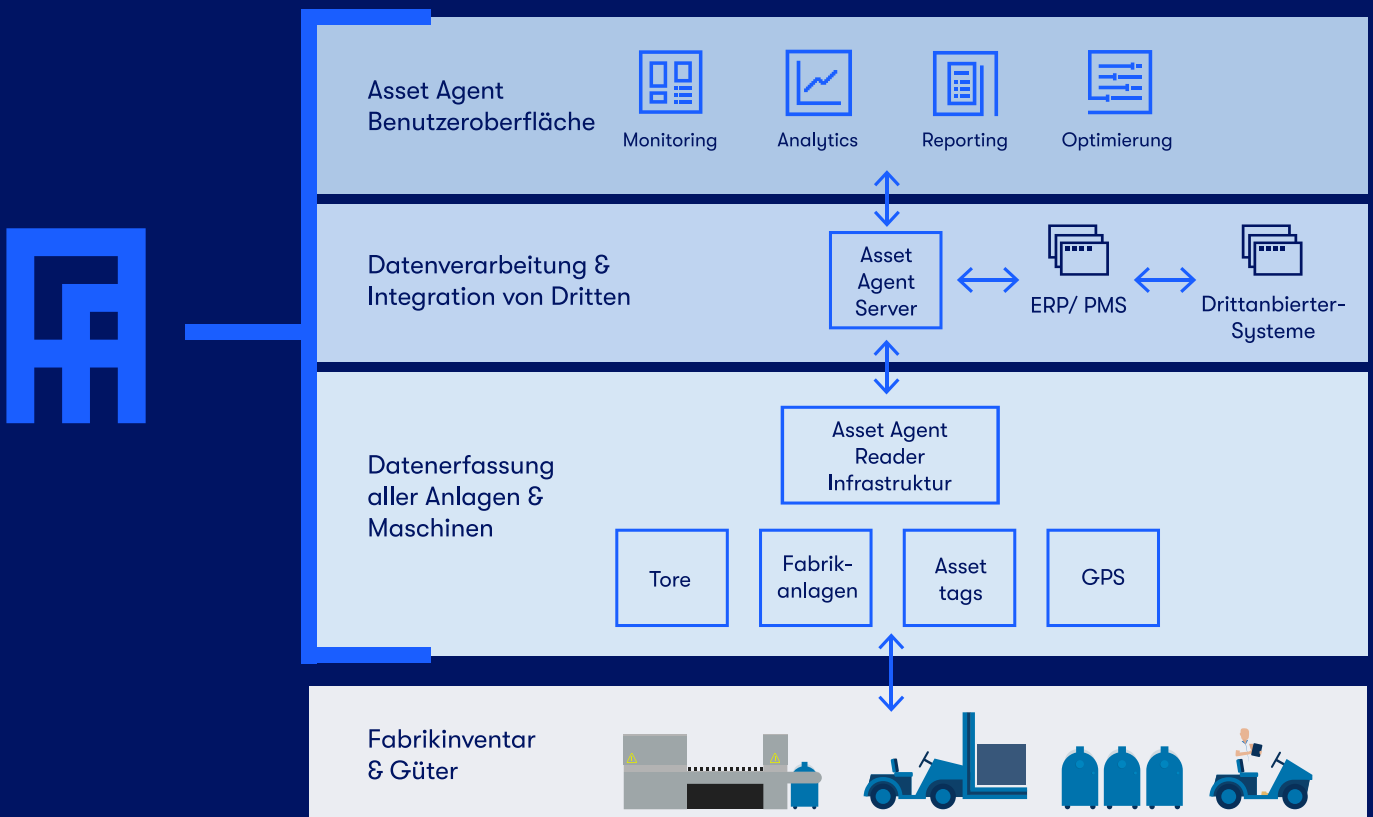 Asset Agent
Benutzeroberfläche
Monitoring
Analytics
Reporting
Optimierung
Datenverarbeitung &
Integration von Dritten
Asset
Agent
Server
ERP/ PMS
Drittanbierter-
Systeme
Datenerfassung
aller Anlagen &
Maschinen
Asset Agent
Reader
Infrastruktur
Tore
Fabrik-
anlagen
Asset
tags
GPS
Fabrikinventar
& Güter